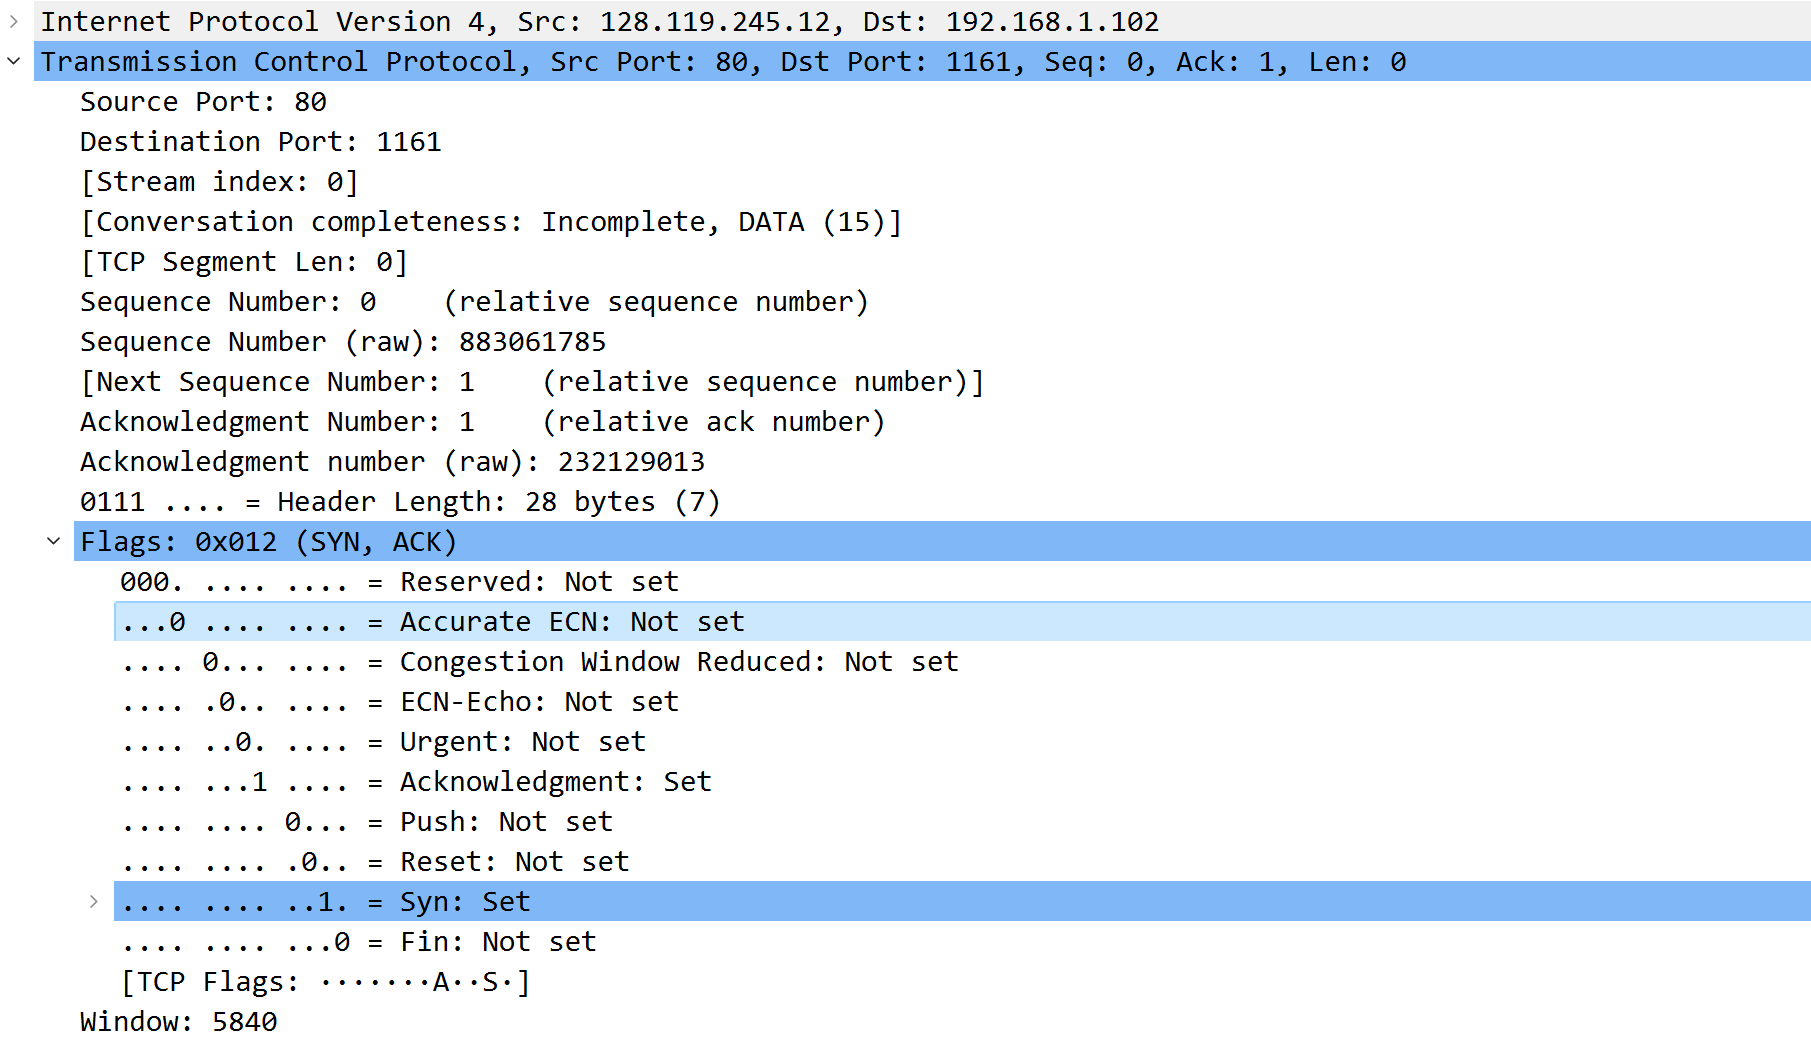 Internet Protocol Version 4, Src: 128.119.245.12, Dst: 192.168.1.102
Transmission Control Protocol, Src Port: 80, Dst Port: 1161, Seq: 0, Ack: 1, Len: 0
Source Port: 80
Destination Port: 1161
[Stream index: 0]
[Conversation completeness: Incomplete, DATA (15)]
[TCP Segment Len: 0]
Sequence Number: 0    (relative sequence number)
Sequence Number (raw): 883061785
[Next Sequence Number: 1    (relative sequence number)]
Acknowledgment Number: 1    (relative ack number)
Acknowledgment number (raw): 232129013
0111 .... = Header Length: 28 bytes (7)
Flags: 0x012 (SYN, ACK)
000. .... .... = Reserved: Not set
...0 .... .... = Accurate ECN: Not set
.... 0... .... = Congestion Window Reduced: Not set
.... .0.. .... = ECN-Echo: Not set
.... ..0. .... = Urgent: Not set
.... ...1 .... = Acknowledgment: Set
.... .... 0... = Push: Not set
.... .... .0.. = Reset: Not set
.... .... ..1. = Syn: Set
.... .... ...0 = Fin: Not set
[TCP Flags: ·······A··S·]
Window: 5840